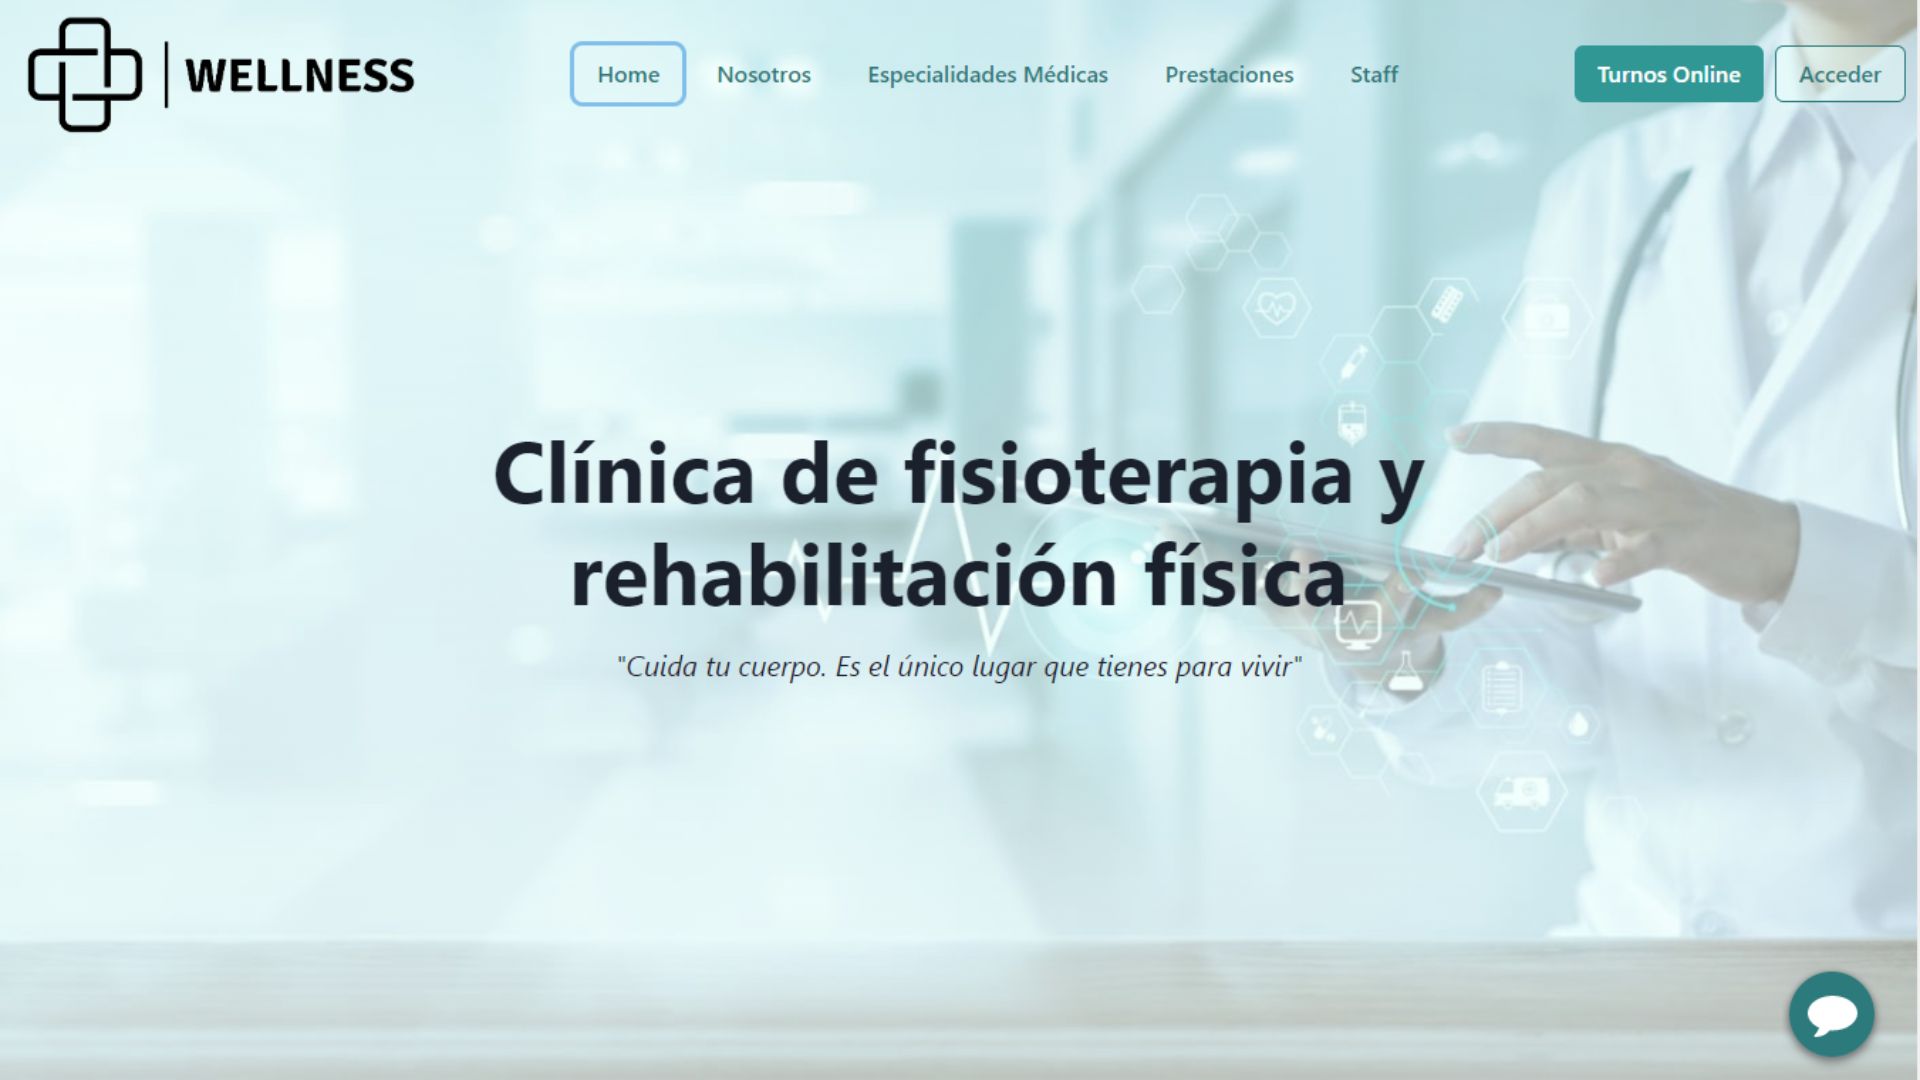 WELLNESS
Home
Nosotros
Especialidades Médicas
Prestaciones
Staff
Turnos Online
Acceder
Clínica de fisioterapia y
rehabilitación física
"Cuida tu cuerpo. Es el único lugar que tienes para vivir"